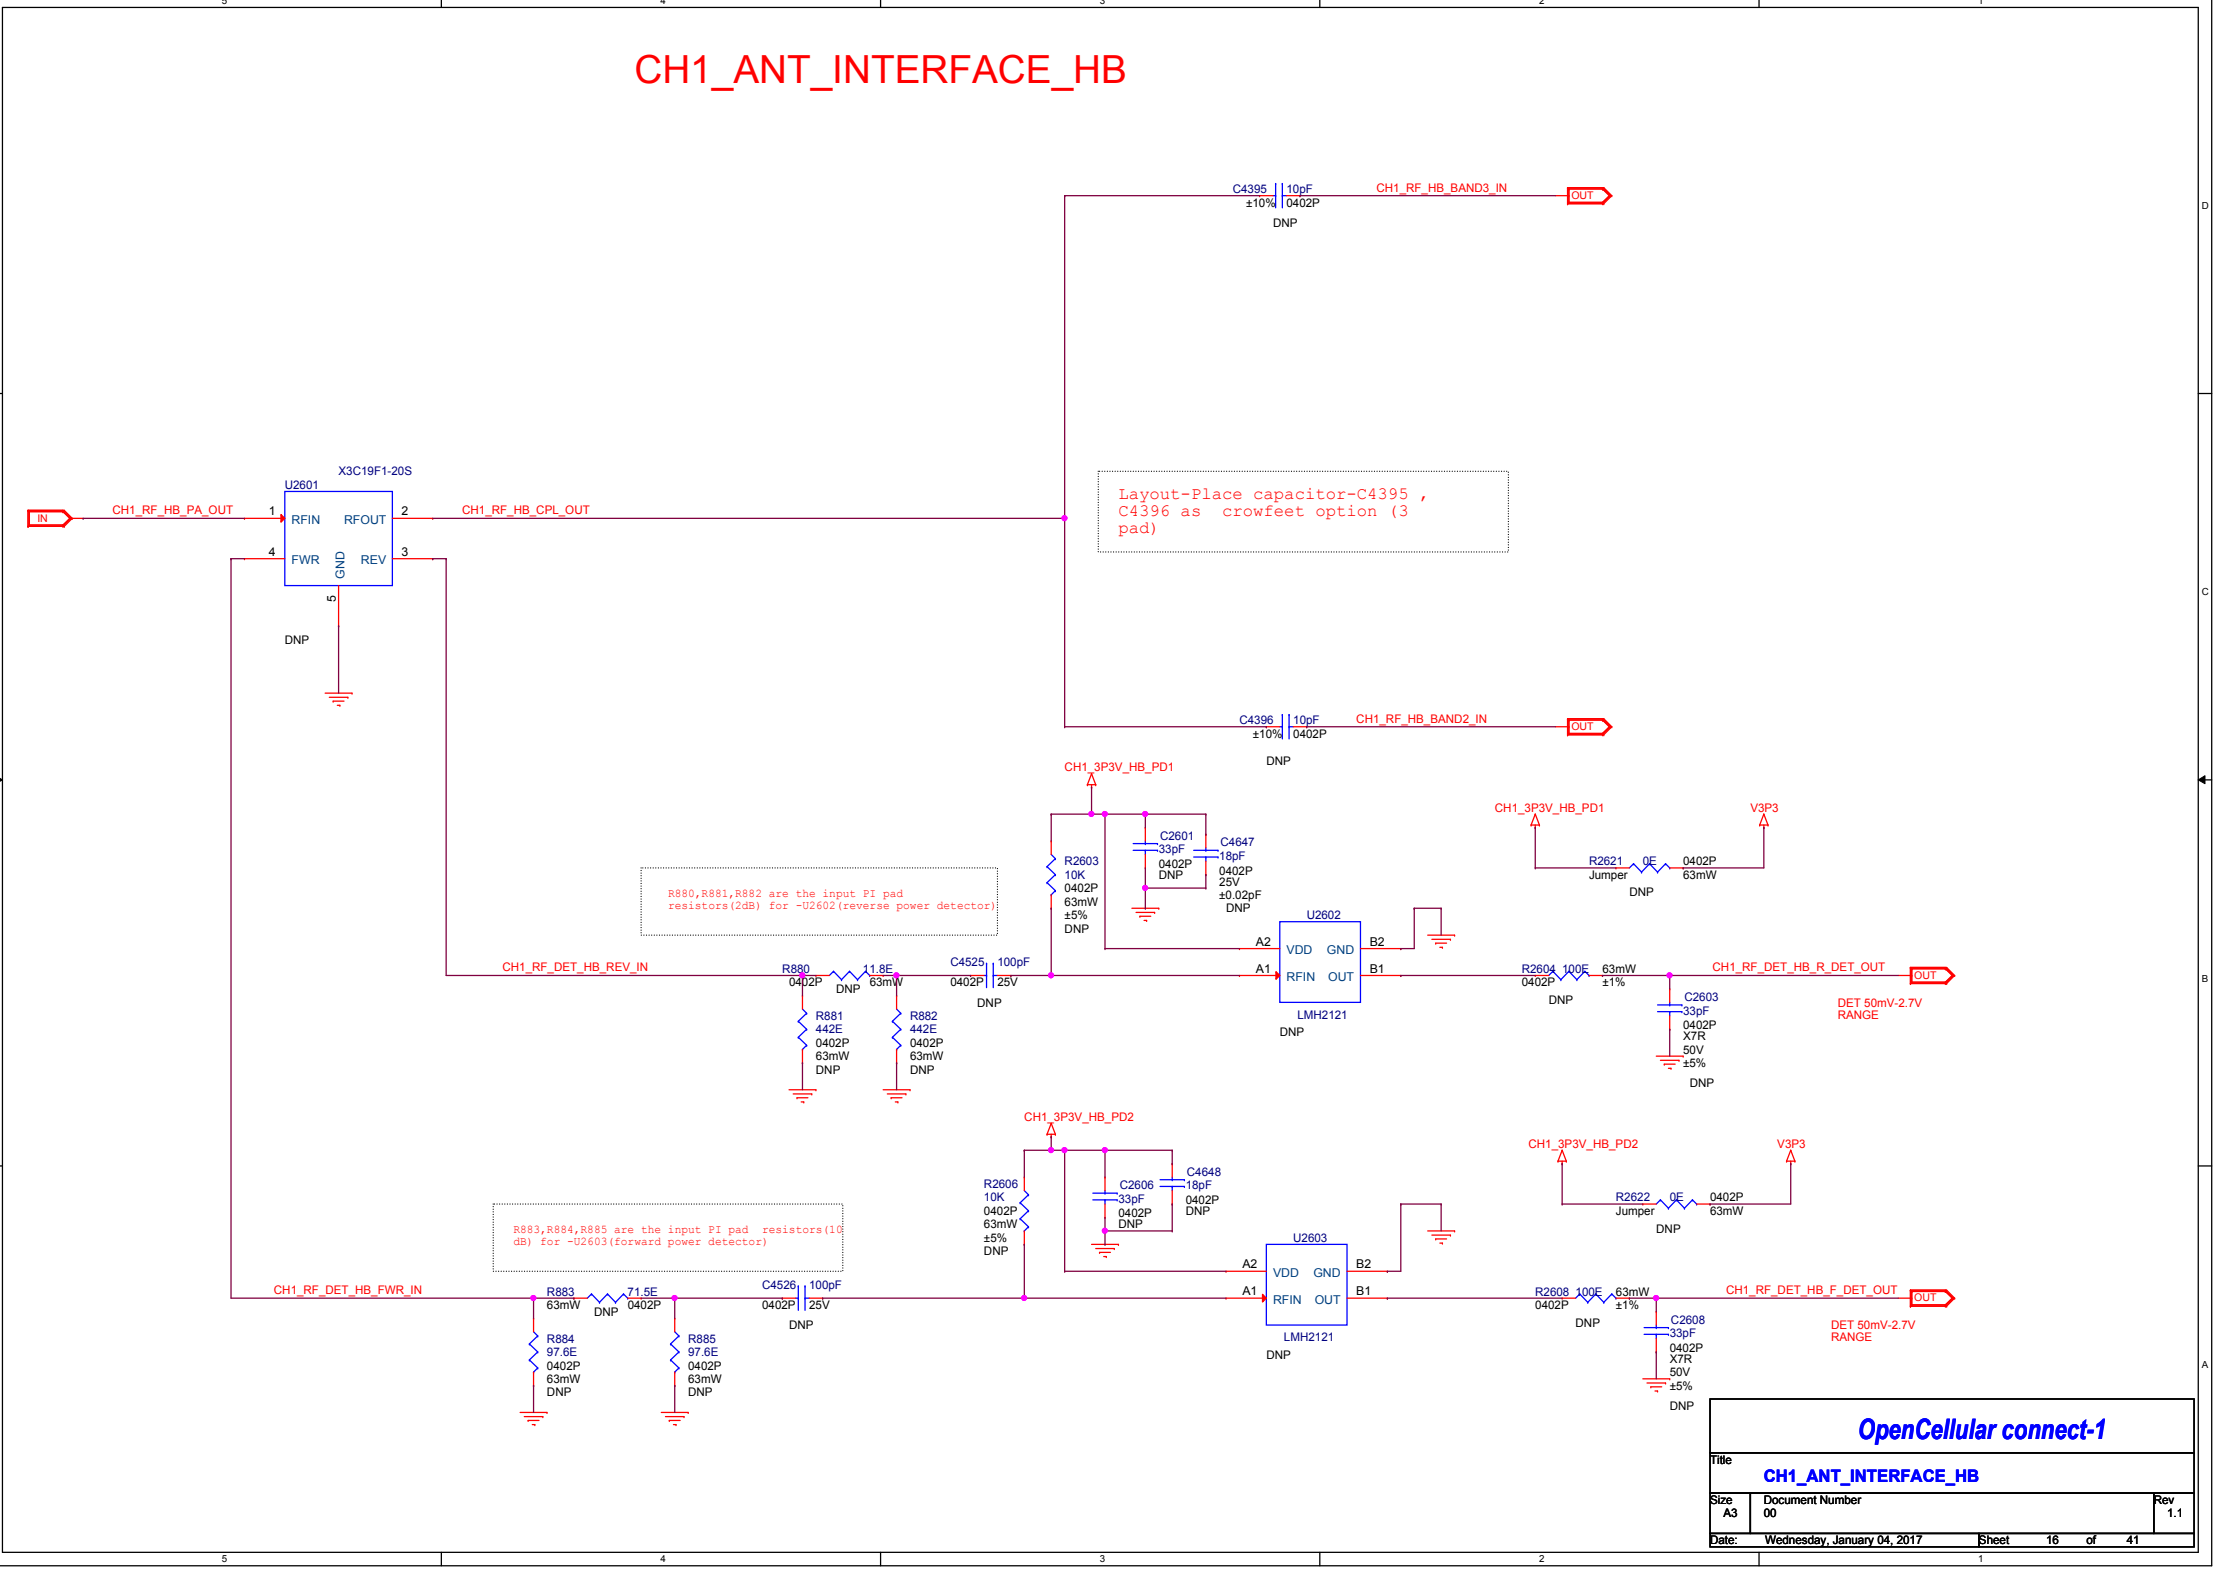 5
4
3
2
1
CH1_ANT_INTERFACE_HB
D
C
B
A
C4395
10pF
CH1_RF_HB_BAND3_IN
OUT
±10%
0402P
DNP
X3C19F1-20S
U2601
IN
CH1_RF_HB_PA_OUT
1
RFIN
RFOUT
2
CH1_RF_HB_CPL_OUT
4
FWR
GND
REV
3
5
DNP
Layout-Place capacitor-C4395 ,
C4396 as crowfeet option (3
pad)
C4396
10pF
CH1_RF_HB_BAND2_IN
OUT
±10%
0402P
DNP
CH1_3P3V_HB_PD1
R2603
10K
0402P
63mW
±5%
DNP
C2601
33pF
0402P
DNP
C4647
18pF
0402P
25V
±0.02pF
DNP
CH1_3P3V_HB_PD1
V3P3
R2621
0E
0402P
Jumper
63mW
DNP
R880,R881,R882 are the input PI pad
resistors(2dB) for -U2602(reverse power detector)
CH1_RF_DET_HB_REV_IN
R880
11.8E
0402P
DNP
63mW
R881
442E
0402P
63mW
DNP
R882
442E
0402P
63mW
DNP
C4525
100pF
0402P
25V
DNP
U2602
A2
VDD
GND
B2
A1
RFIN
OUT
B1
LMH2121
DNP
R2604
100E
63mW
0402P
±1%
DNP
CH1_RF_DET_HB_R_DET_OUT
OUT
C2603
33pF
0402P
X7R
50V
±5%
DNP
DET 50mV-2.7V
RANGE
CH1_3P3V_HB_PD2
R2606
10K
0402P
63mW
±5%
DNP
C2606
33pF
0402P
DNP
C4648
18pF
0402P
DNP
CH1_3P3V_HB_PD2
V3P3
R2622
0E
0402P
Jumper
63mW
DNP
R883,R884,R885 are the input PI pad resistors(10
dB) for -U2603(forward power detector)
CH1_RF_DET_HB_FWR_IN
R883
71.5E
63mW
DNP
0402P
R884
97.6E
0402P
63mW
DNP
R885
97.6E
0402P
63mW
DNP
C4526
100pF
0402P
25V
DNP
U2603
A2
VDD
GND
B2
A1
RFIN
OUT
B1
LMH2121
DNP
R2608
100E
63mW
0402P
±1%
DNP
CH1_RF_DET_HB_F_DET_OUT
OUT
C2608
33pF
0402P
X7R
50V
±5%
DNP
DET 50mV-2.7V
RANGE
OpenCellular connect-1
Title
CH1_ANT_INTERFACE_HB
Size
Document Number
Rev
A3
00
1.1
Date:
Wednesday, January 04, 2017
Sheet
16
of
41
5
4
3
2
1